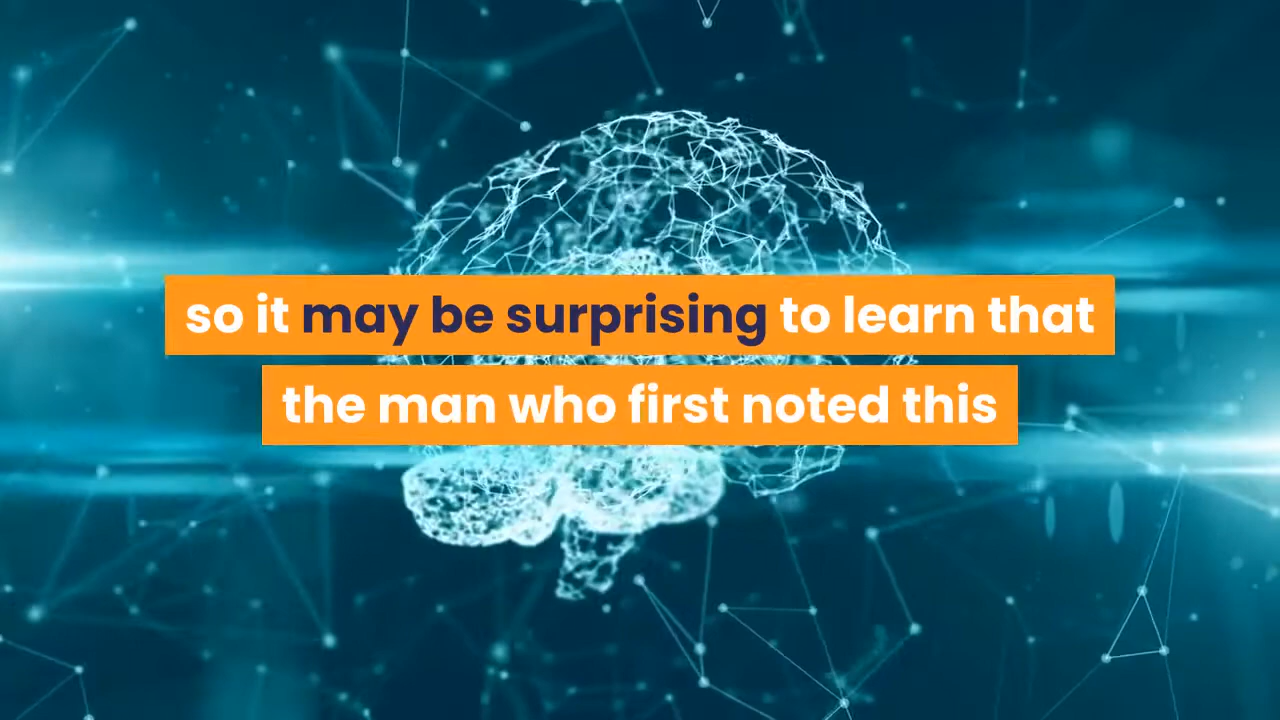 so it may be surprising to learn that
the man who first noted this